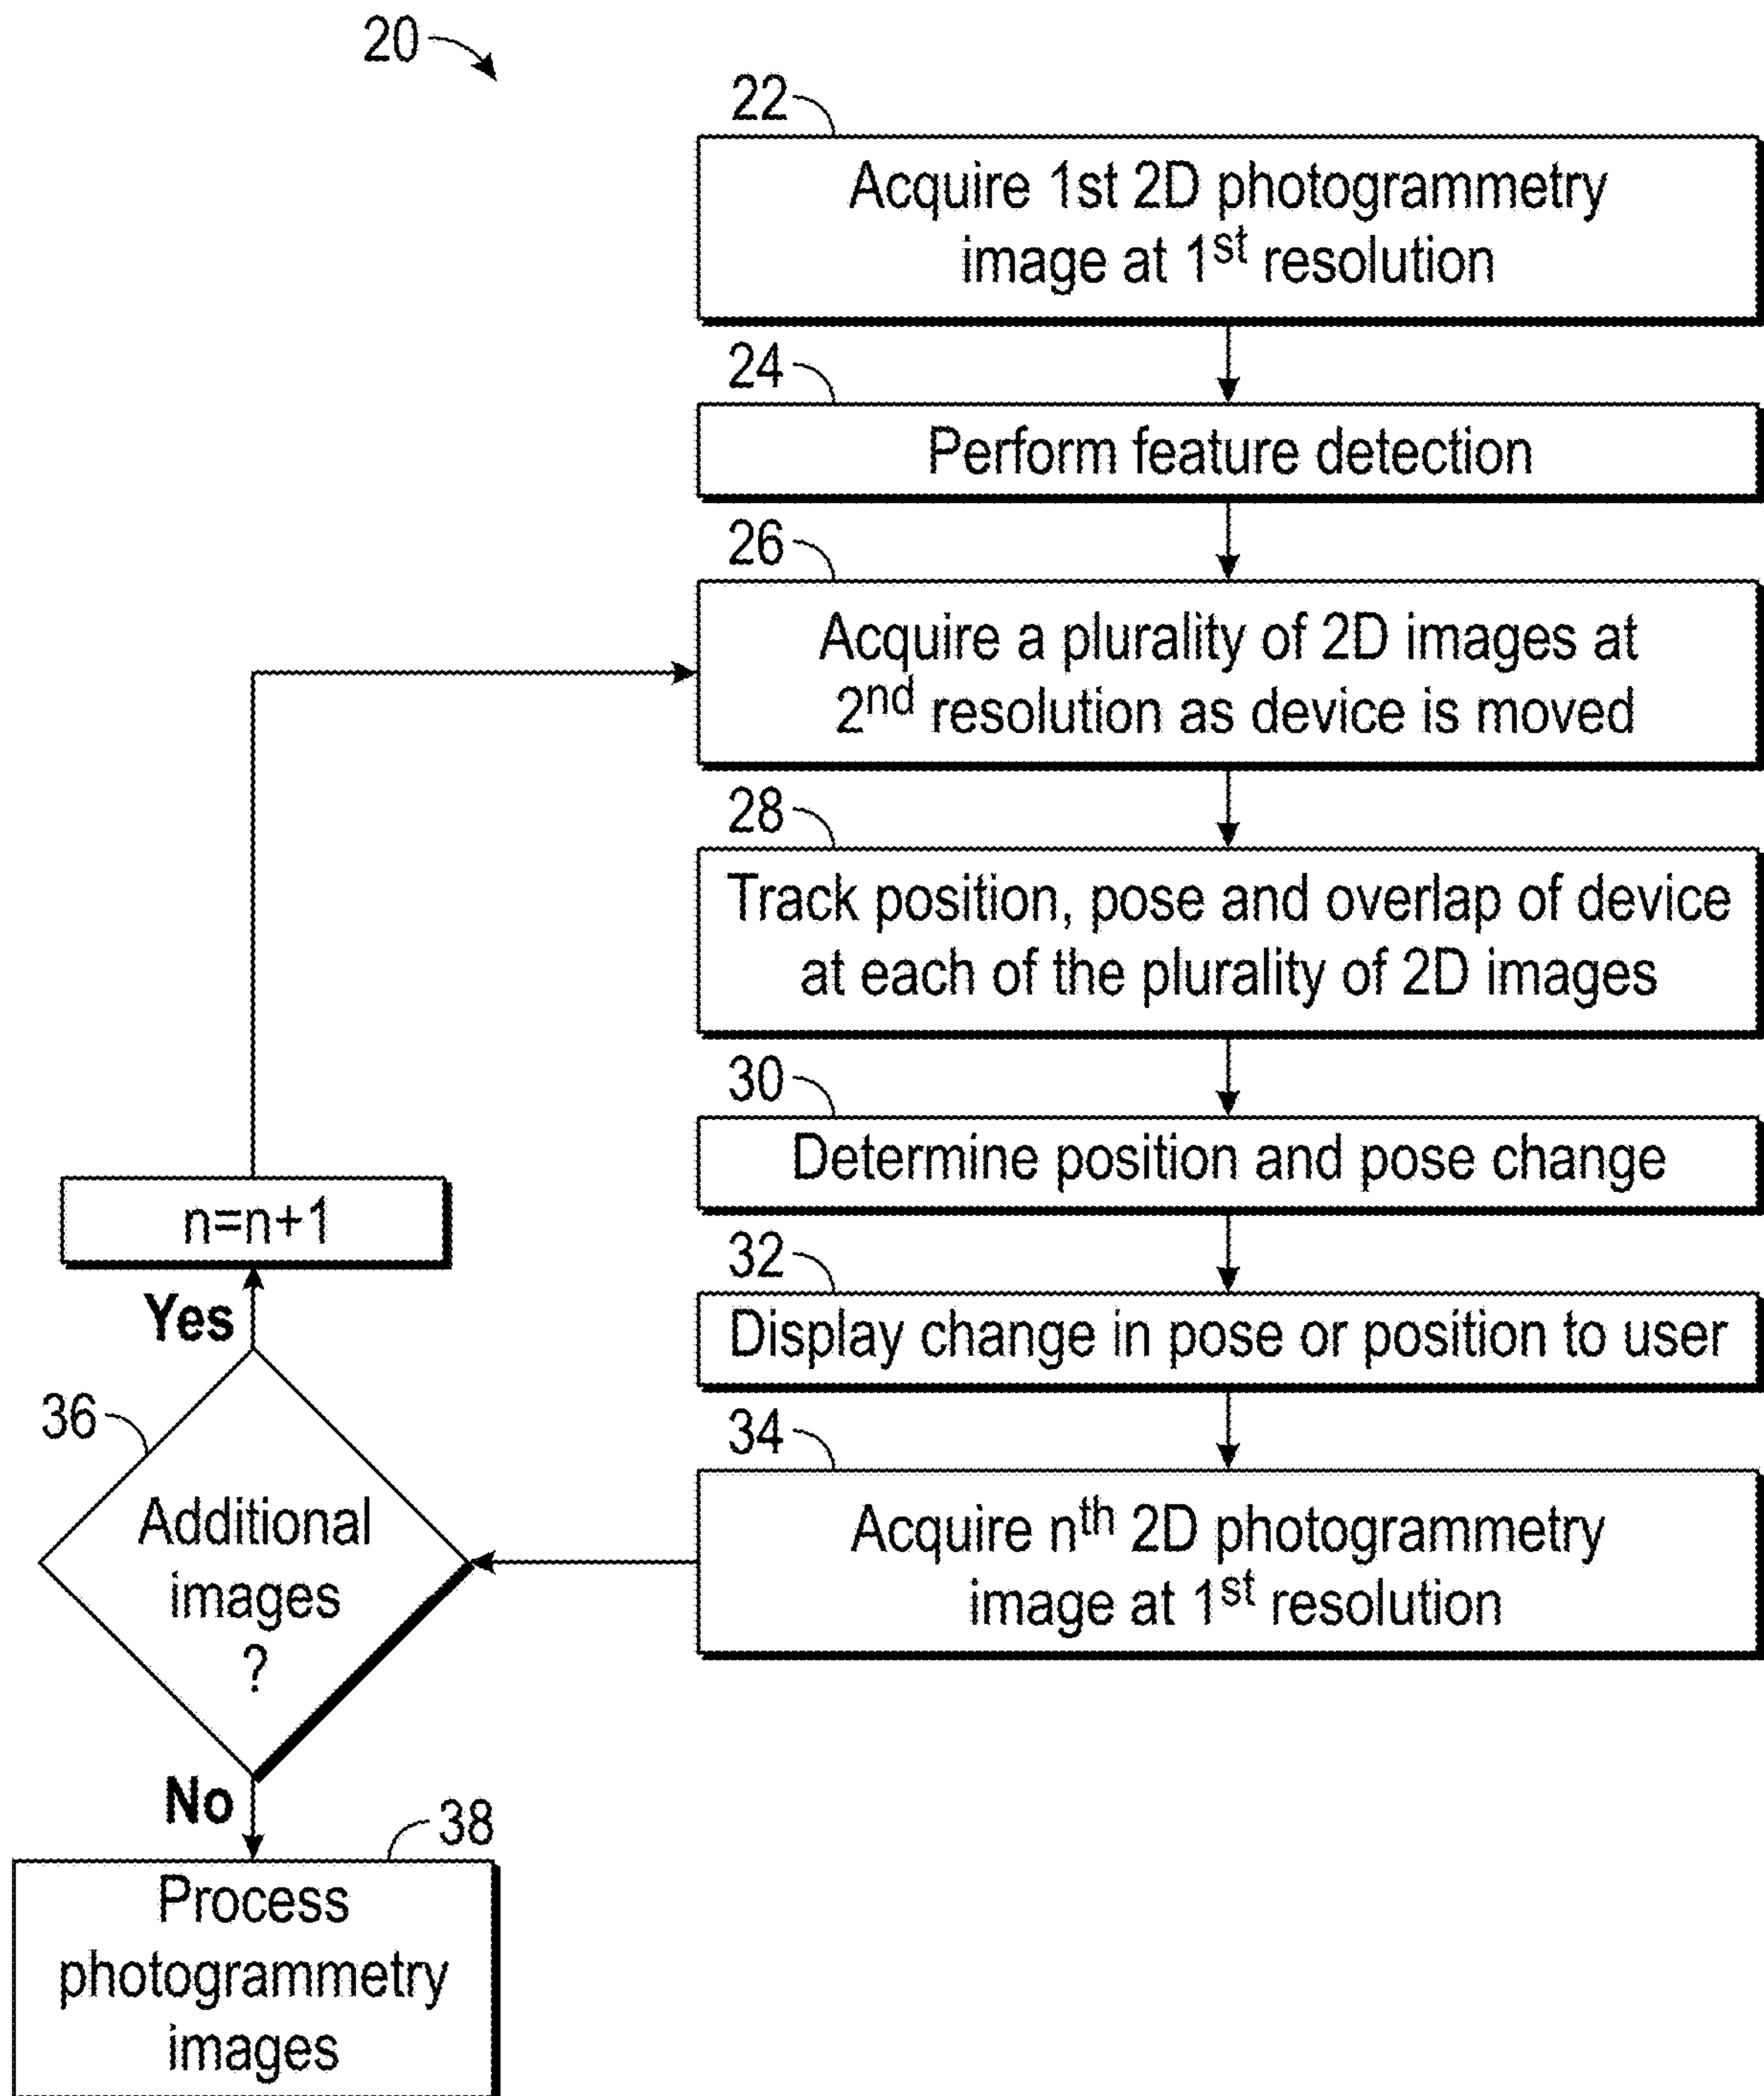 20
22
Acquire 1st 2D photogrammetry
image at 1st resolution
24
Perform feature detection
26
Acquire a plurality of 2D images at
2nd resolution as device is moved
28
Track position, pose and overlap of device
at each of the plurality of 2D images
30
Determine position and pose change
n=n+1
32
Display change in pose or position to user
Yes
34
Acquire nth 2D photogrammetry
image at 1st resolution
36
Additional
images
?
No
38
Process
photogrammetry
images